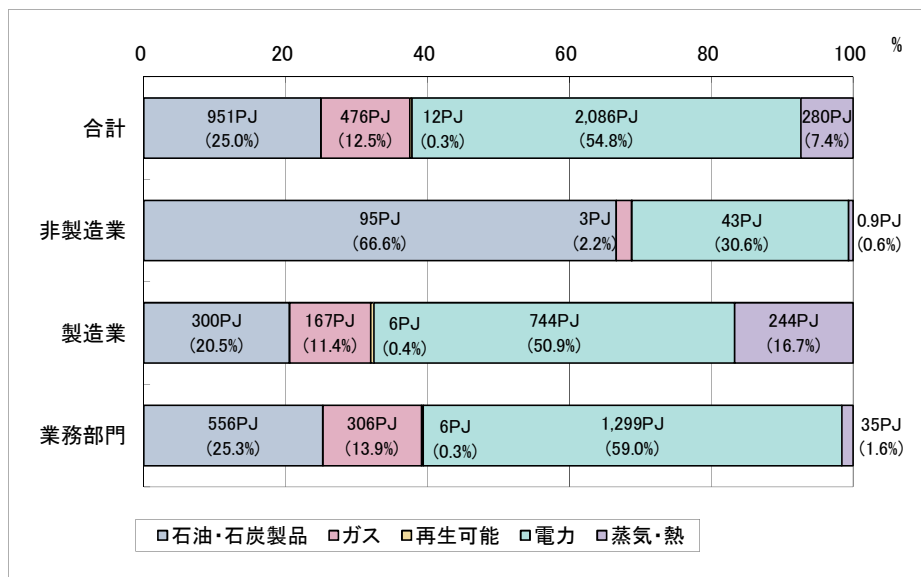 0 20 40 60 80 100 %
合計
951PJ
(25.0%)
476PJ
(12.5%)
12PJ
(0.3%)
2,086PJ
(54.8%)
280PJ
(7.4%)
非製造業
95PJ
(66.6%)
3PJ
(2.2%)
43PJ
(30.6%)
0.9PJ
(0.6%)
製造業
300PJ
(20.5%)
167PJ
(11.4%)
6PJ
(0.4%)
744PJ
(50.9%)
244PJ
(16.7%)
業務部門
556PJ
(25.3%)
306PJ
(13.9%)
6PJ
(0.3%)
1,299PJ
(59.0%)
35PJ
(1.6%)
石油・石炭製品 ガス 再生可能 電力 蒸気・熱